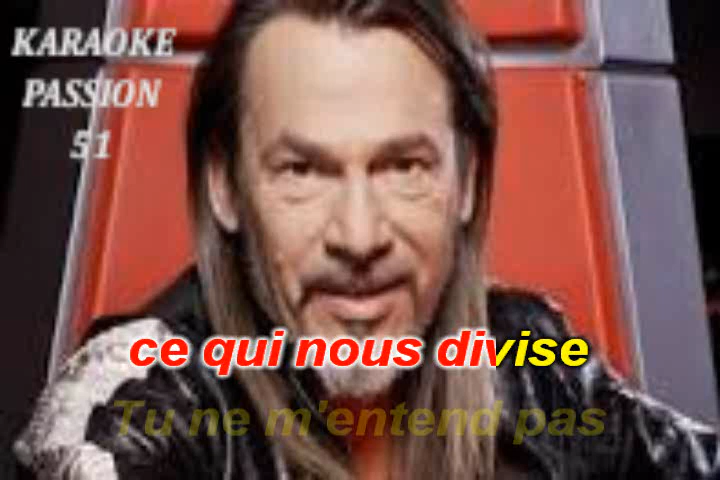 KARAOKE
PASSION
51
ce qui nous divise
Tu ne m'entend pas